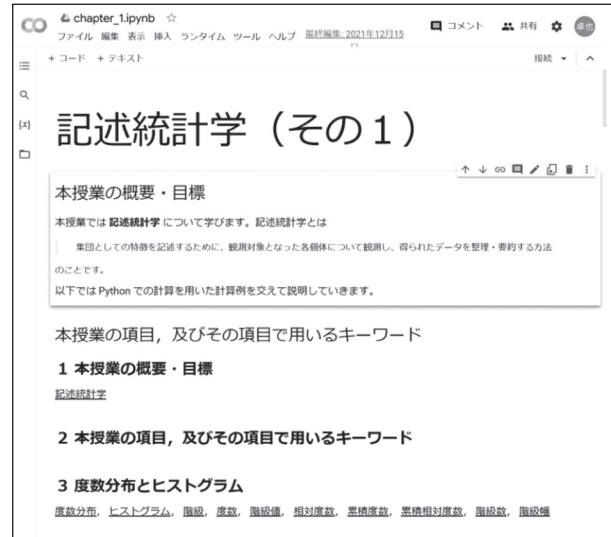 CO
chapter_1.ipynb ☆
ファイル 編集 表示 挿入 ランタイム ツール ヘルプ 最終編集: 2021年12月15
コメント 共有 卓也
+ コード + テキスト
接続
{x}
記述統計学（その１）
本授業の概要・目標
本授業では 記述統計学 について学びます。記述統計学とは
集団としての特徴を記述するために、観測対象となった各個体について観測し、得られたデータを整理・要約する方法
のことです。
以下では Python での計算を用いた計算例を交えて説明していきます。
本授業の項目，及びその項目で用いるキーワード
1 本授業の概要・目標
記述統計学
2 本授業の項目，及びその項目で用いるキーワード
3 度数分布とヒストグラム
度数分布, ヒストグラム, 階級, 度数, 階級値, 相対度数, 累積度数, 累積相対度数, 階級数, 階級幅